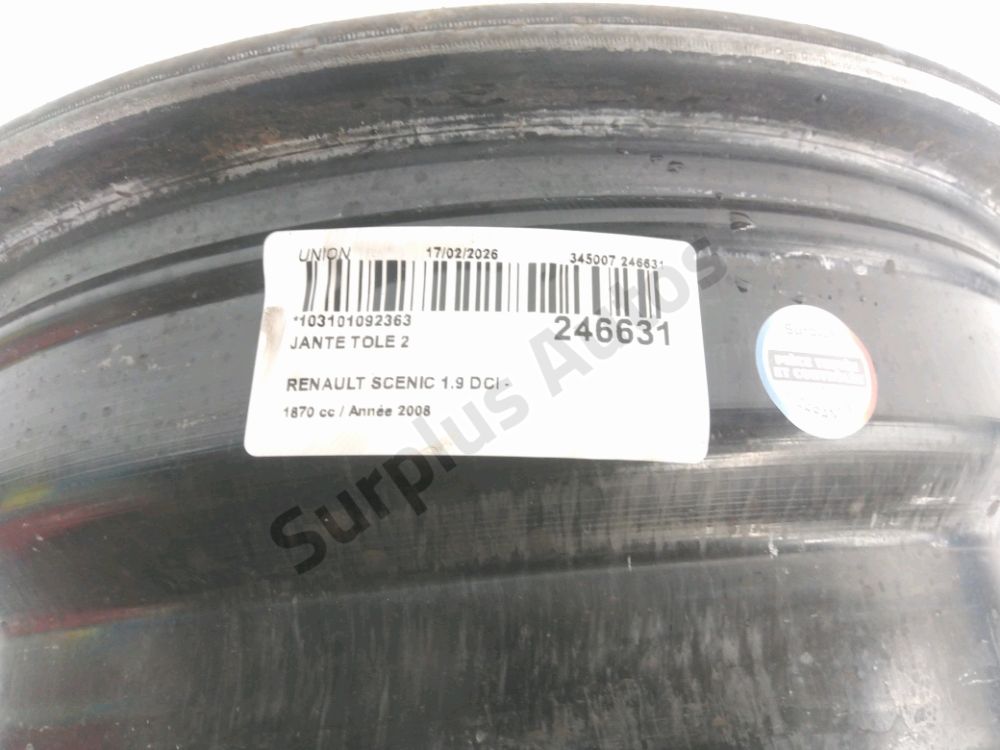 UNION 17/02/2026 345007 246631
*103101092363 246631
JANTE TOLE 2
RENAULT SCENIC 1.9 DCI -
1870 cc / Année 2008
Surplus Autos